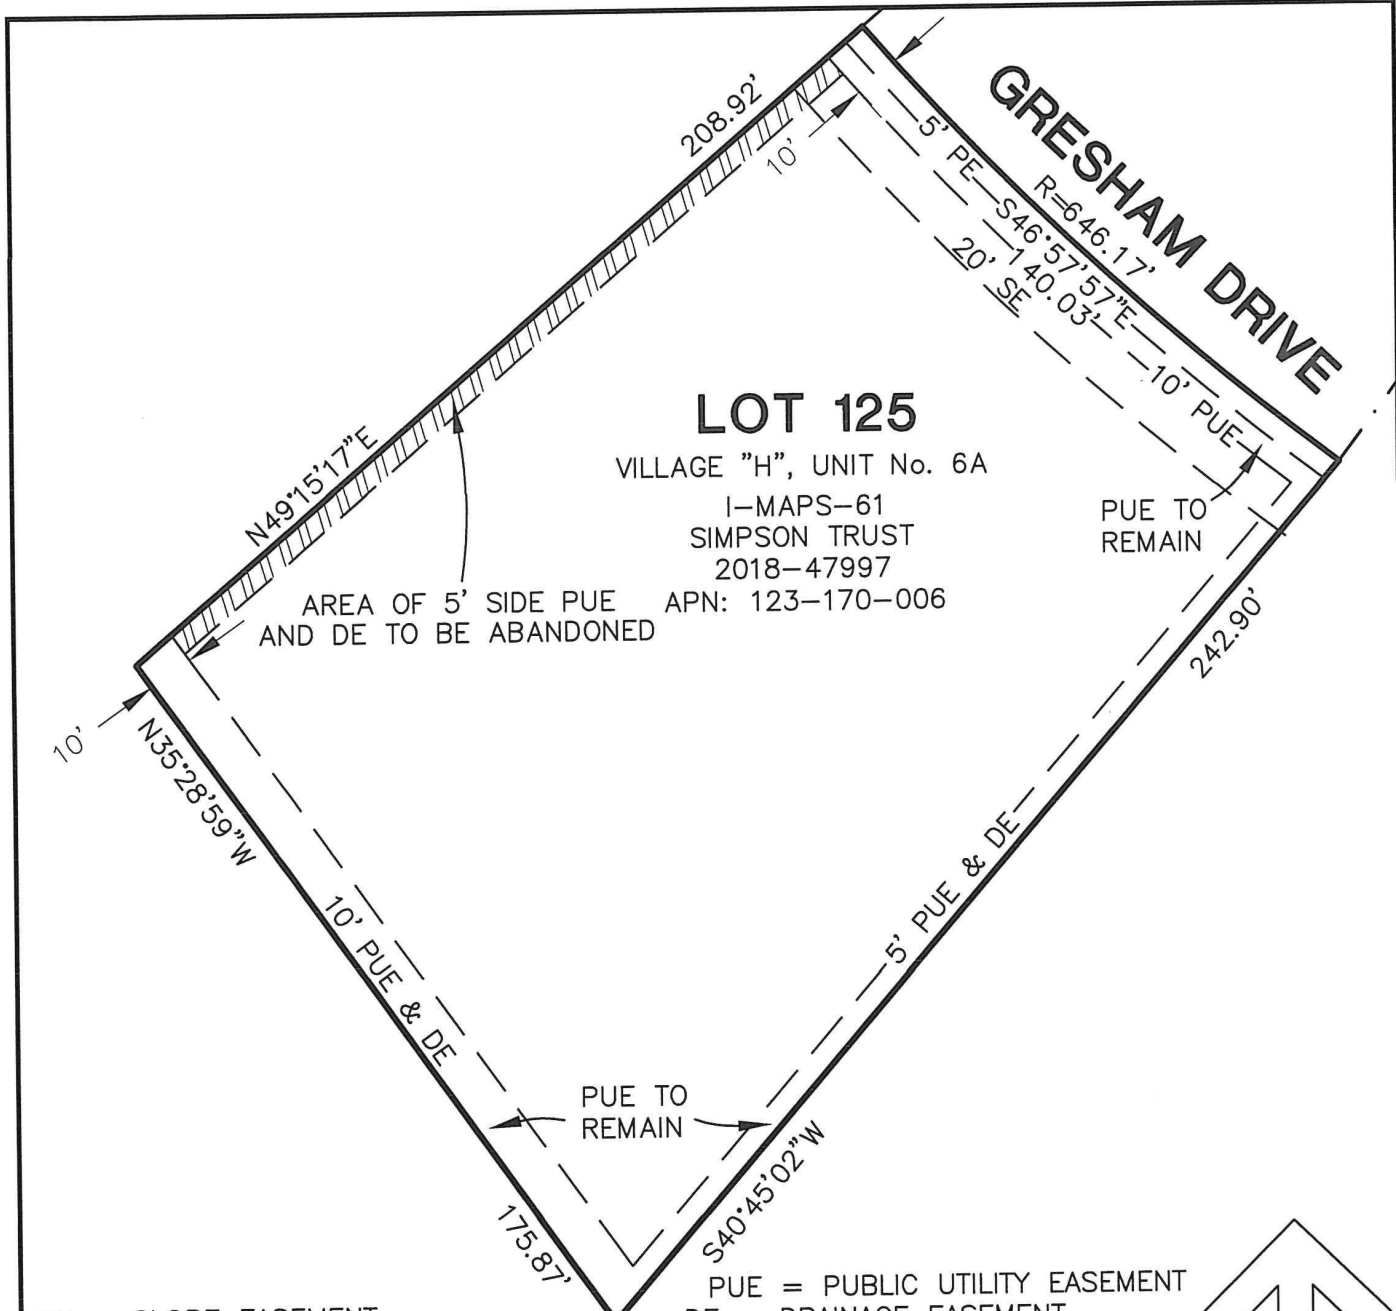 208.92'
10'
GRESHAM DRIVE
R=646.17'
5' PE
S46°57'57"E
140.03'
20' SE
10' PUE
LOT 125
VILLAGE "H", UNIT No. 6A
I-MAPS-61
SIMPSON TRUST
2018-47997
APN: 123-170-006
PUE TO
REMAIN
N49°15'17"E
AREA OF 5' SIDE PUE
AND DE TO BE ABANDONED
242.90'
10'
N35°28'59"W
10' PUE & DE
5' PUE & DE
PUE TO
REMAIN
S40°45'02"W
175.87'
PUE = PUBLIC UTILITY EASEMENT